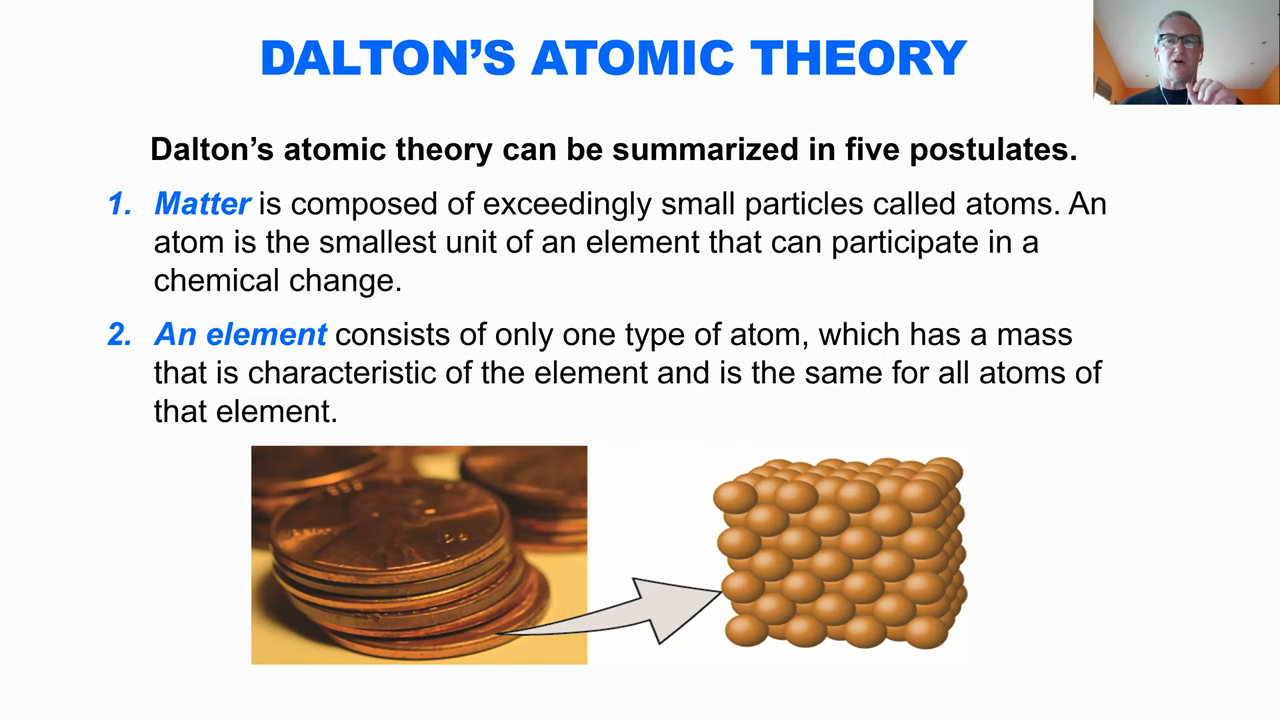 DALTON’S ATOMIC THEORY
Dalton’s atomic theory can be summarized in five postulates.
1. Matter is composed of exceedingly small particles called atoms. An
atom is the smallest unit of an element that can participate in a
chemical change.
2. An element consists of only one type of atom, which has a mass
that is characteristic of the element and is the same for all atoms of
that element.